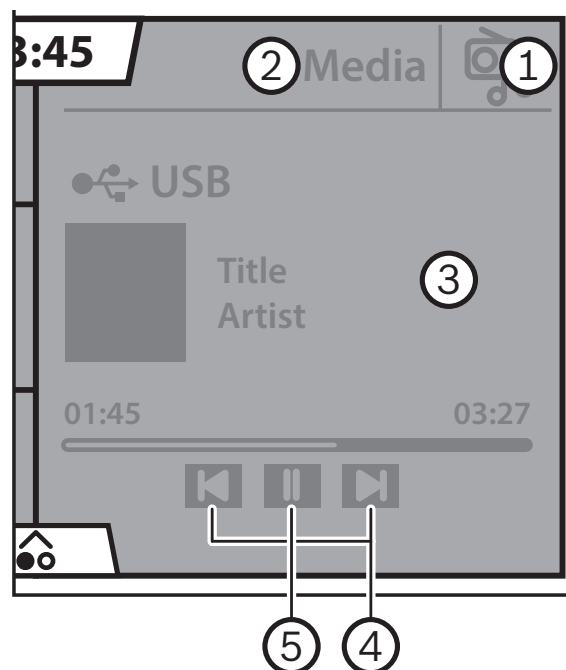 3:45
② Media ①
USB
Title
Artist
③
01:45 03:27
⑤ ④